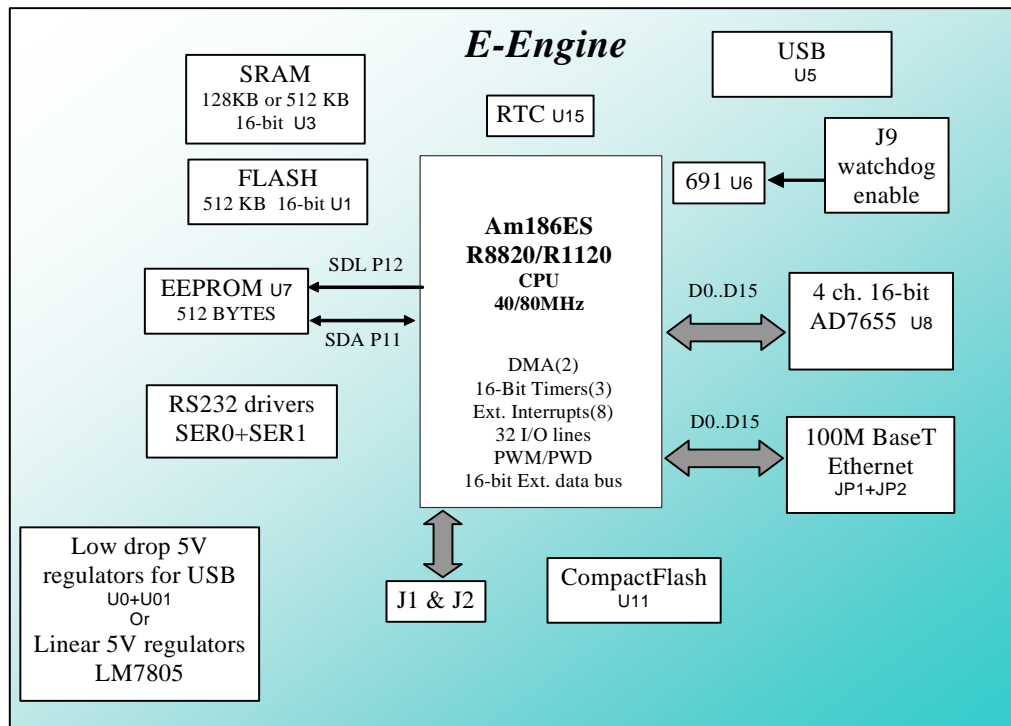 E-Engine
SRAM
128KB or 512 KB
16-bit U3
FLASH
512 KB 16-bit U1
SDL P12
EEPROM U7
512 BYTES
SDA P11
RS232 drivers
SER0+SER1
Low drop 5V
regulators for USB
U0+U01
Or
Linear 5V regulators
LM7805
RTC U15
Am186ES
R8820/R1120
CPU
40/80MHz
DMA(2)
16-Bit Timers(3)
Ext. Interrupts(8)
32 I/O lines
PWM/PWD
16-bit Ext. data bus
J1 & J2
USB
U5
691 U6
J9
watchdog
enable
D0..D15
4 ch. 16-bit
AD7655 U8
D0..D15
100M BaseT
Ethernet
JP1+JP2
CompactFlash
U11